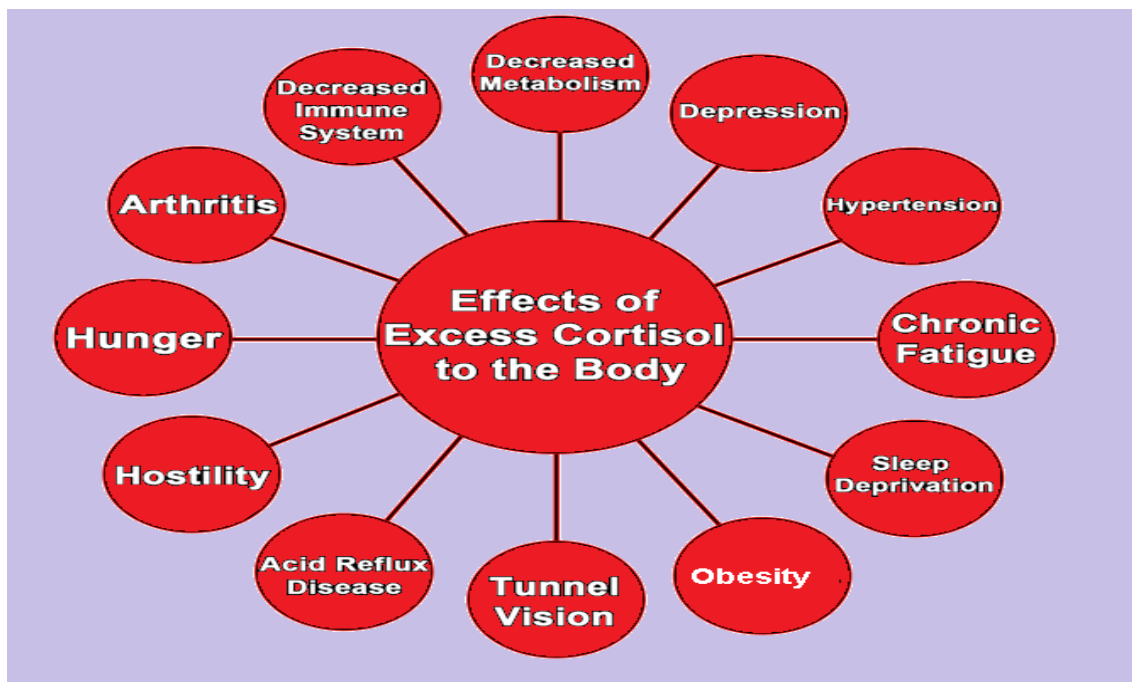 Decreased
Metabolism
Depression
Hypertension
Chronic
Fatigue
Sleep
Deprivation
Obesity
Tunnel
Vision
Acid Reflux
Disease
Hostility
Hunger
Arthritis
Decreased
Immune
System
Effects of
Excess Cortisol
to the Body